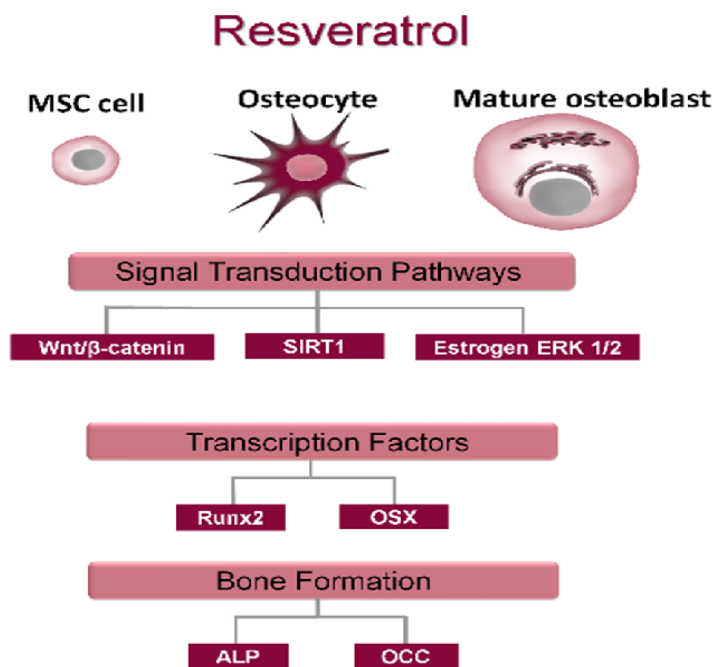 Resveratrol
MSC cell
Osteocyte
Mature osteoblast
Signal Transduction Pathways
Wnt/β-catenin
SIRT1
Estrogen ERK 1/2
Transcription Factors
Runx2
OSX
Bone Formation
ALP
OCC